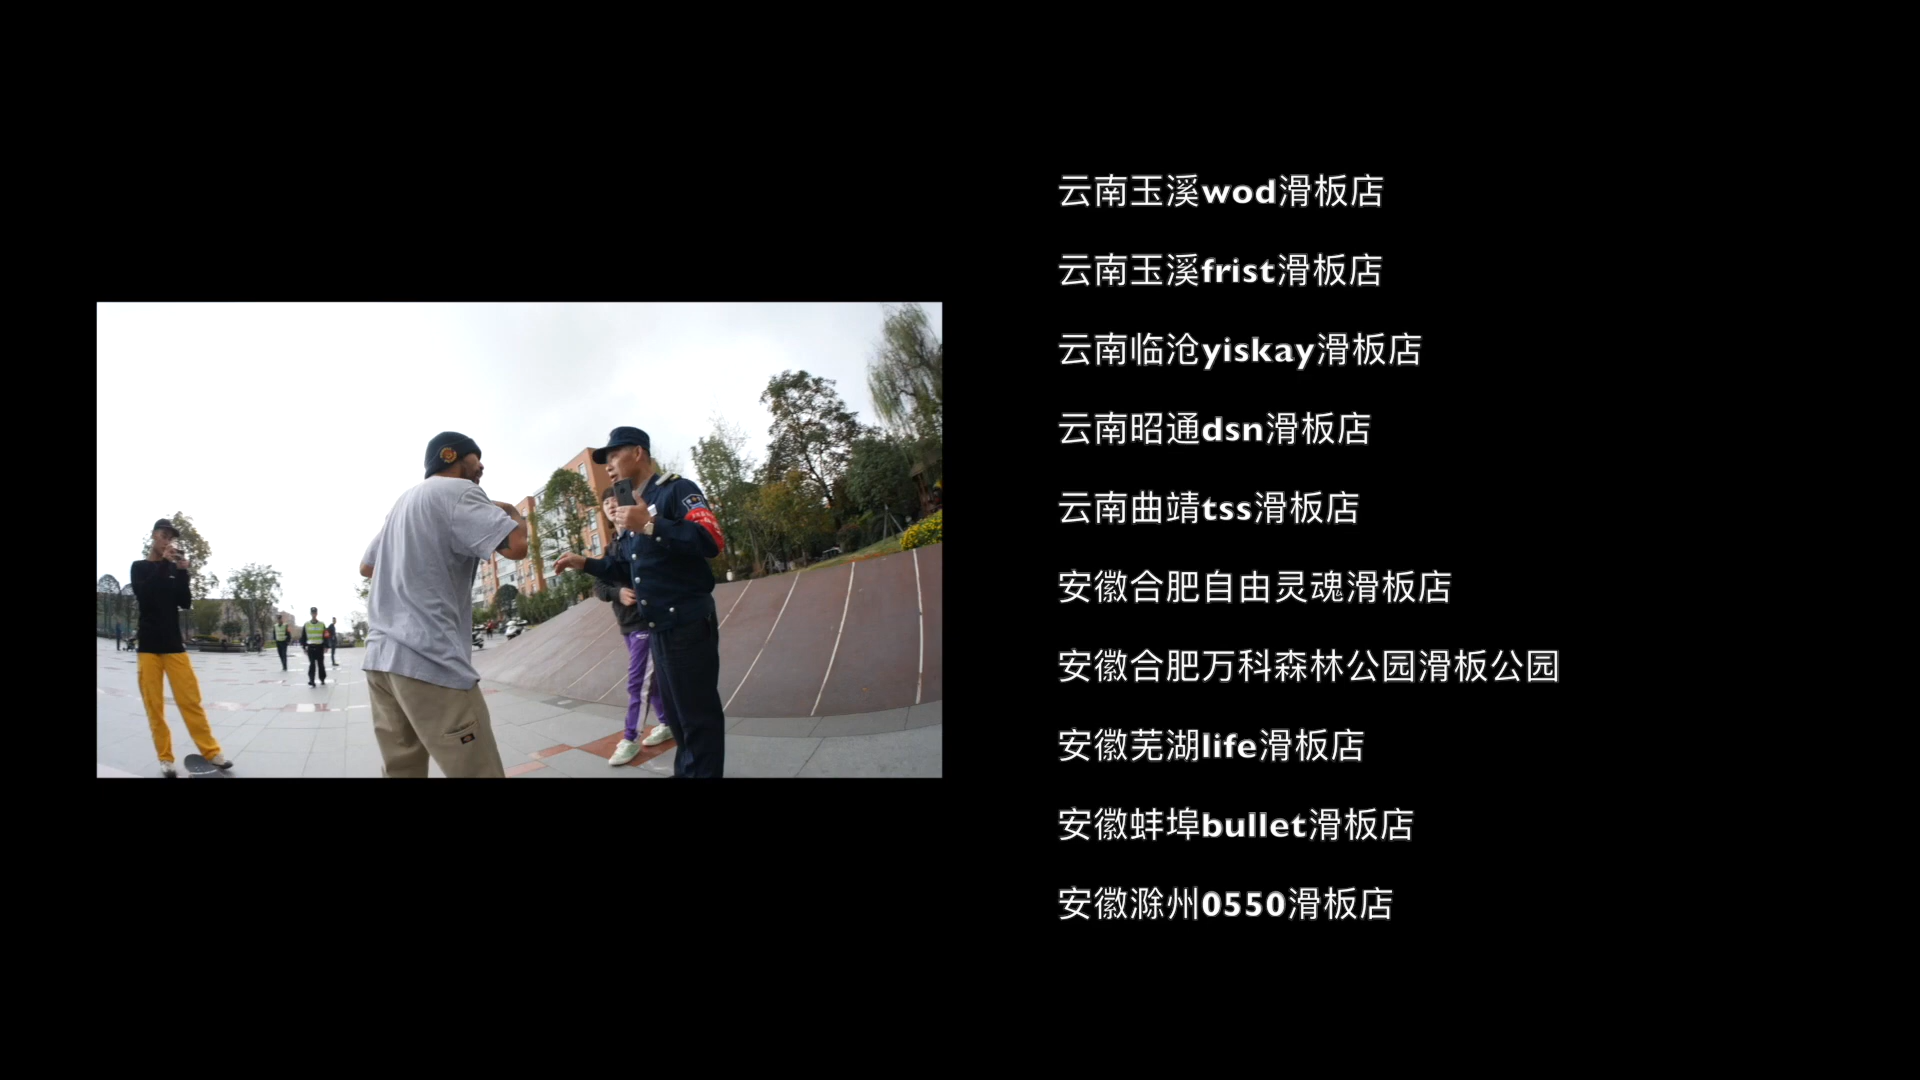 云南玉溪wod滑板店
云南玉溪frist滑板店
云南临沧yiskay滑板店
云南昭通dsn滑板店
云南曲靖tss滑板店
安徽合肥自由灵魂滑板店
安徽合肥万科森林公园滑板公园
安徽芜湖life滑板店
安徽蚌埠bullet滑板店
安徽滁州0550滑板店